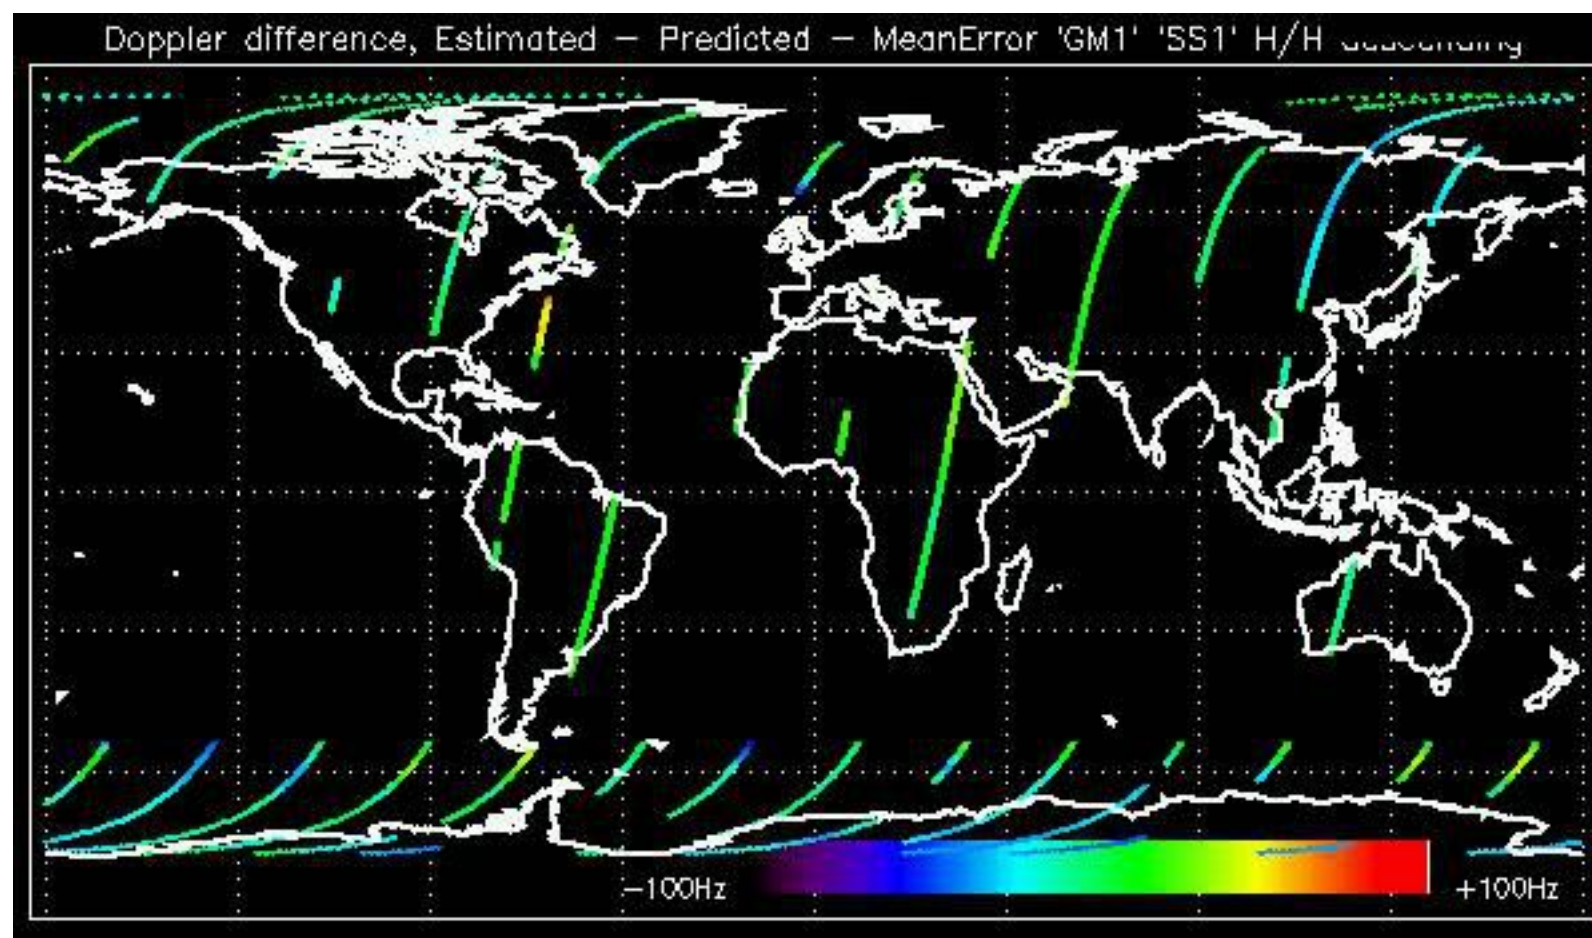 Doppler difference, Estimated – Predicted – MeanError 'GM1' 'SS1' H/H
–100Hz
+100Hz